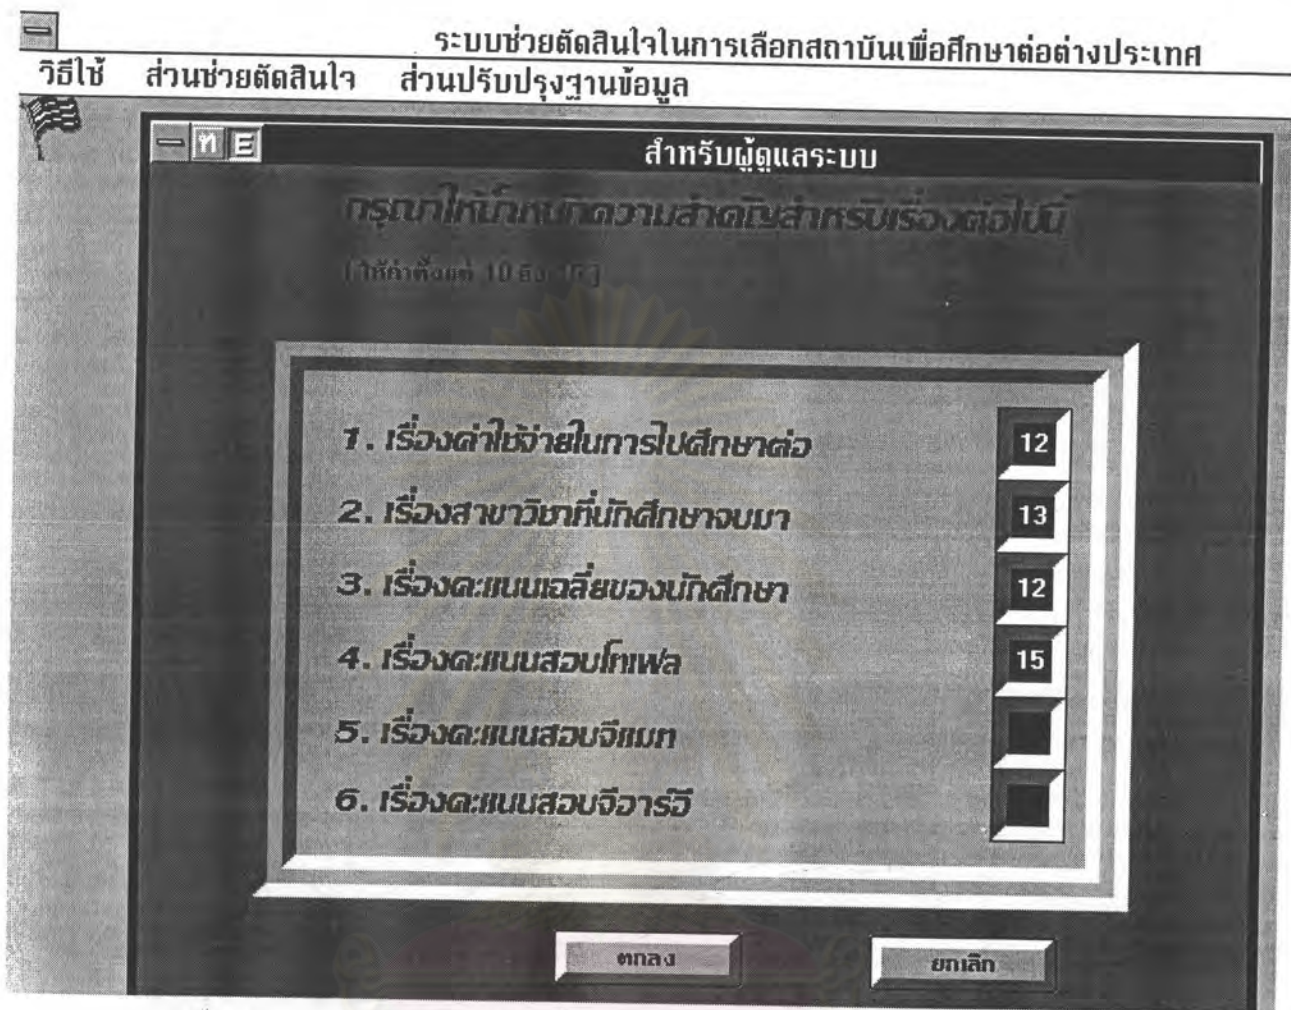 ระบบช่วยตัดสินใจในการเลือกสถาบันเพื่อศึกษาต่อต่างประเทศ
วิธีใช้ ส่วนช่วยตัดสินใจ ส่วนปรับปรุงฐานข้อมูล
ท E สำหรับผู้ดูแลระบบ
กรุณาให้น้ำหนักความสำคัญสำหรับเรื่องต่อไปนี้
[ ให้ค่าตั้งแต่ 10 ถึง
1. เรื่องค่าใช้จ่ายในการไปศึกษาต่อ 12
2. เรื่องสาขาวิชาที่นักศึกษาจบมา 13
3. เรื่องคะแนนเฉลี่ยของนักศึกษา 12
4. เรื่องคะแนนสอบโทเฟล 15
5. เรื่องคะแนนสอบจีแมท
6. เรื่องคะแนนสอบจีอาร์อี
ตกลง ยกเลิก